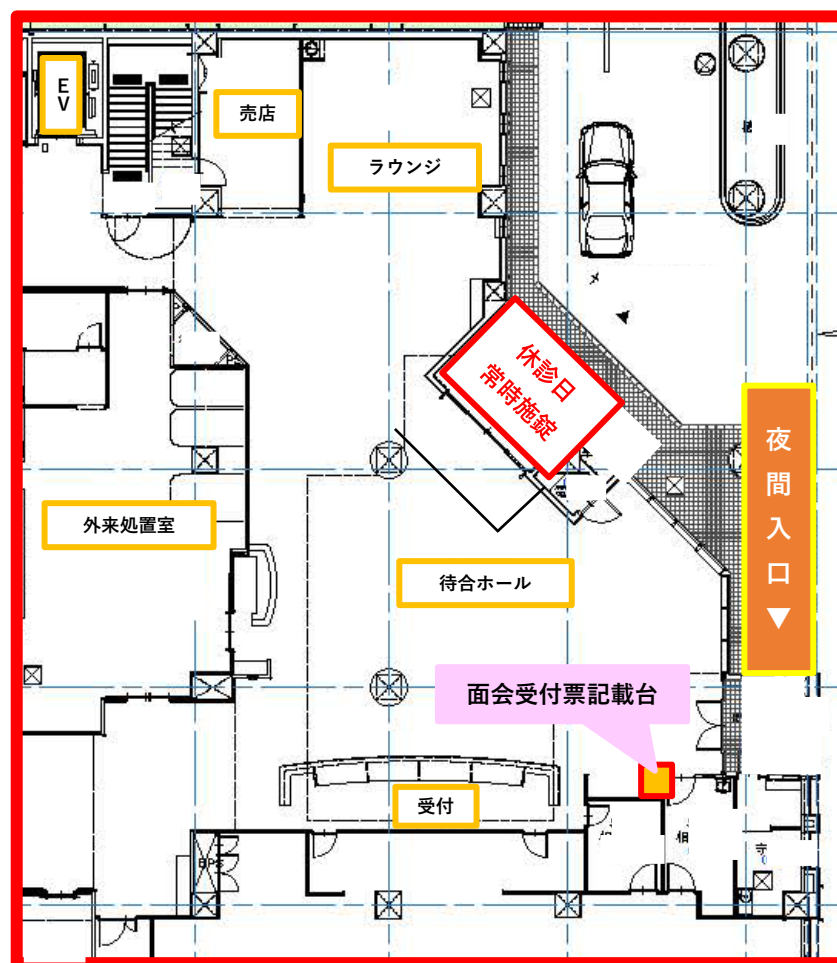 EV
売店
ラウンジ
休診日
常時施錠
夜間入口▼
外来処置室
待合ホール
面会受付票記載台
受付